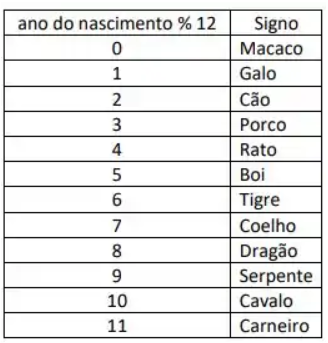 ano do nascimento % 12 Signo
0 Macaco
1 Galo
2 Cão
3 Porco
4 Rato
5 Boi
6 Tigre
7 Coelho
8 Dragão
9 Serpente
10 Cavalo
11 Carneiro